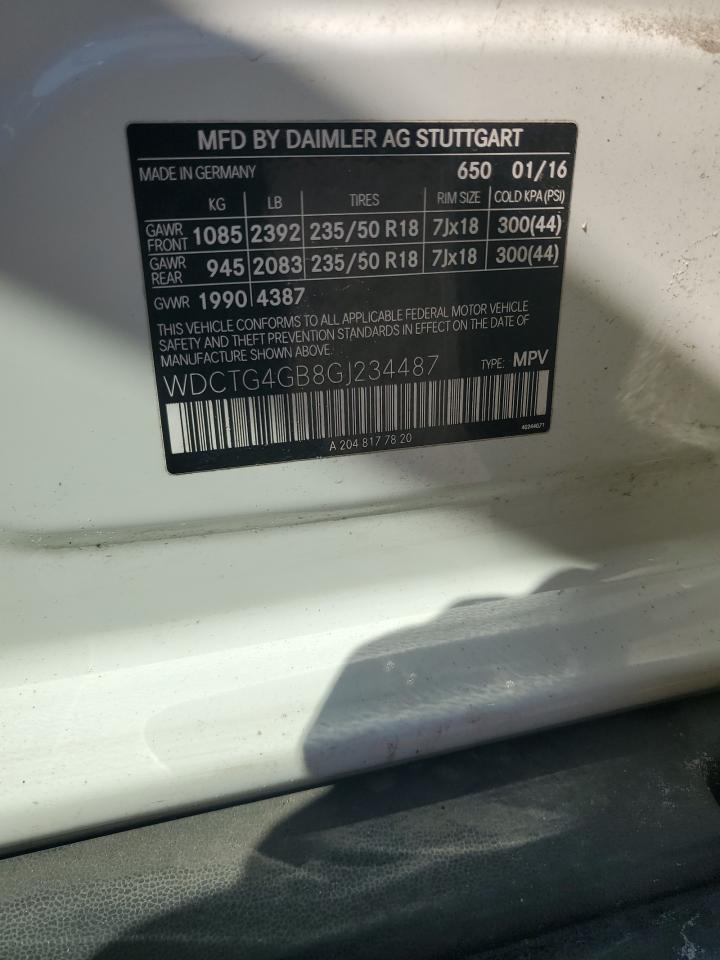 MFD BY DAIMLER AG STUTTGART
MADE IN GERMANY 650 01/16
KG LB TIRES RIM SIZE COLD KPA (PSI)
GAWR FRONT 1085 2392 235/50 R18 7Jx18 300(44)
GAWR REAR 945 2083 235/50 R18 7Jx18 300(44)
GVWR 1990 4387
THIS VEHICLE CONFORMS TO ALL APPLICABLE FEDERAL MOTOR VEHICLE
SAFETY AND THEFT PREVENTION STANDARDS IN EFFECT ON THE DATE OF
MANUFACTURE SHOWN ABOVE.
WDCTG4GB8GJ234487 TYPE: MPV
A 204 817 78 20 40244071